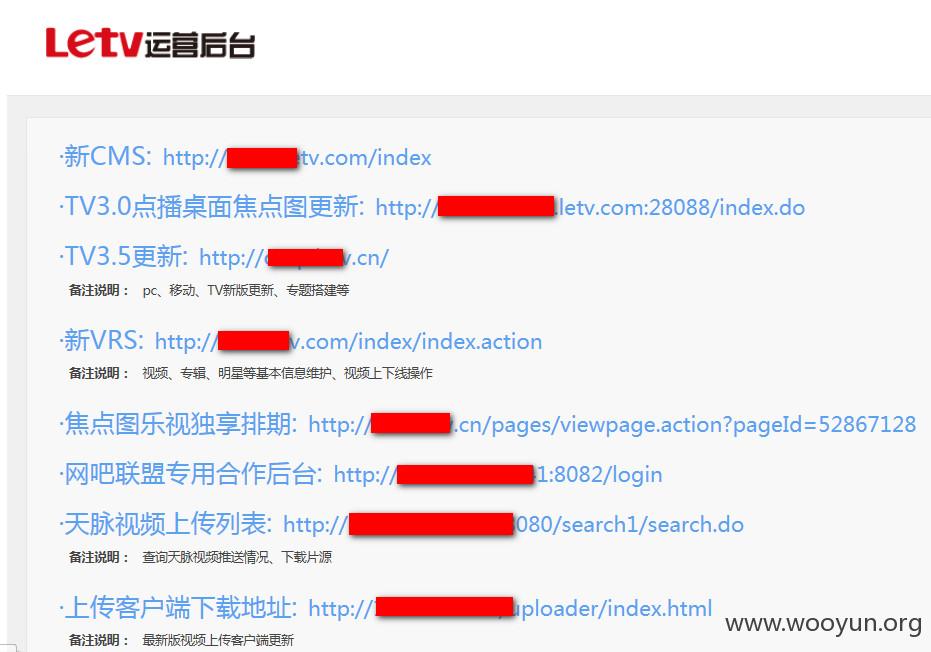 Letv运营后台
·新CMS: http:// tv.com/index
·TV3.0点播桌面焦点图更新: http:// .letv.com:28088/index.do
·TV3.5更新: http:// v.cn/
备注说明： pc、移动、TV新版更新、专题搭建等
·新VRS: http:// v.com/index/index.action
备注说明： 视频、专辑、明星等基本信息维护、视频上下线操作
·焦点图乐视独享排期: http:// .cn/pages/viewpage.action?pageId=52867128
·网吧联盟专用合作后台: http:// 1:8082/login
·天脉视频上传列表: http:// 080/search1/search.do
备注说明： 查询天脉视频推送情况、下载片源
·上传客户端下载地址: http:// uploader/index.html
www.wooyun.org
备注说明： 最新版视频上传客户端更新